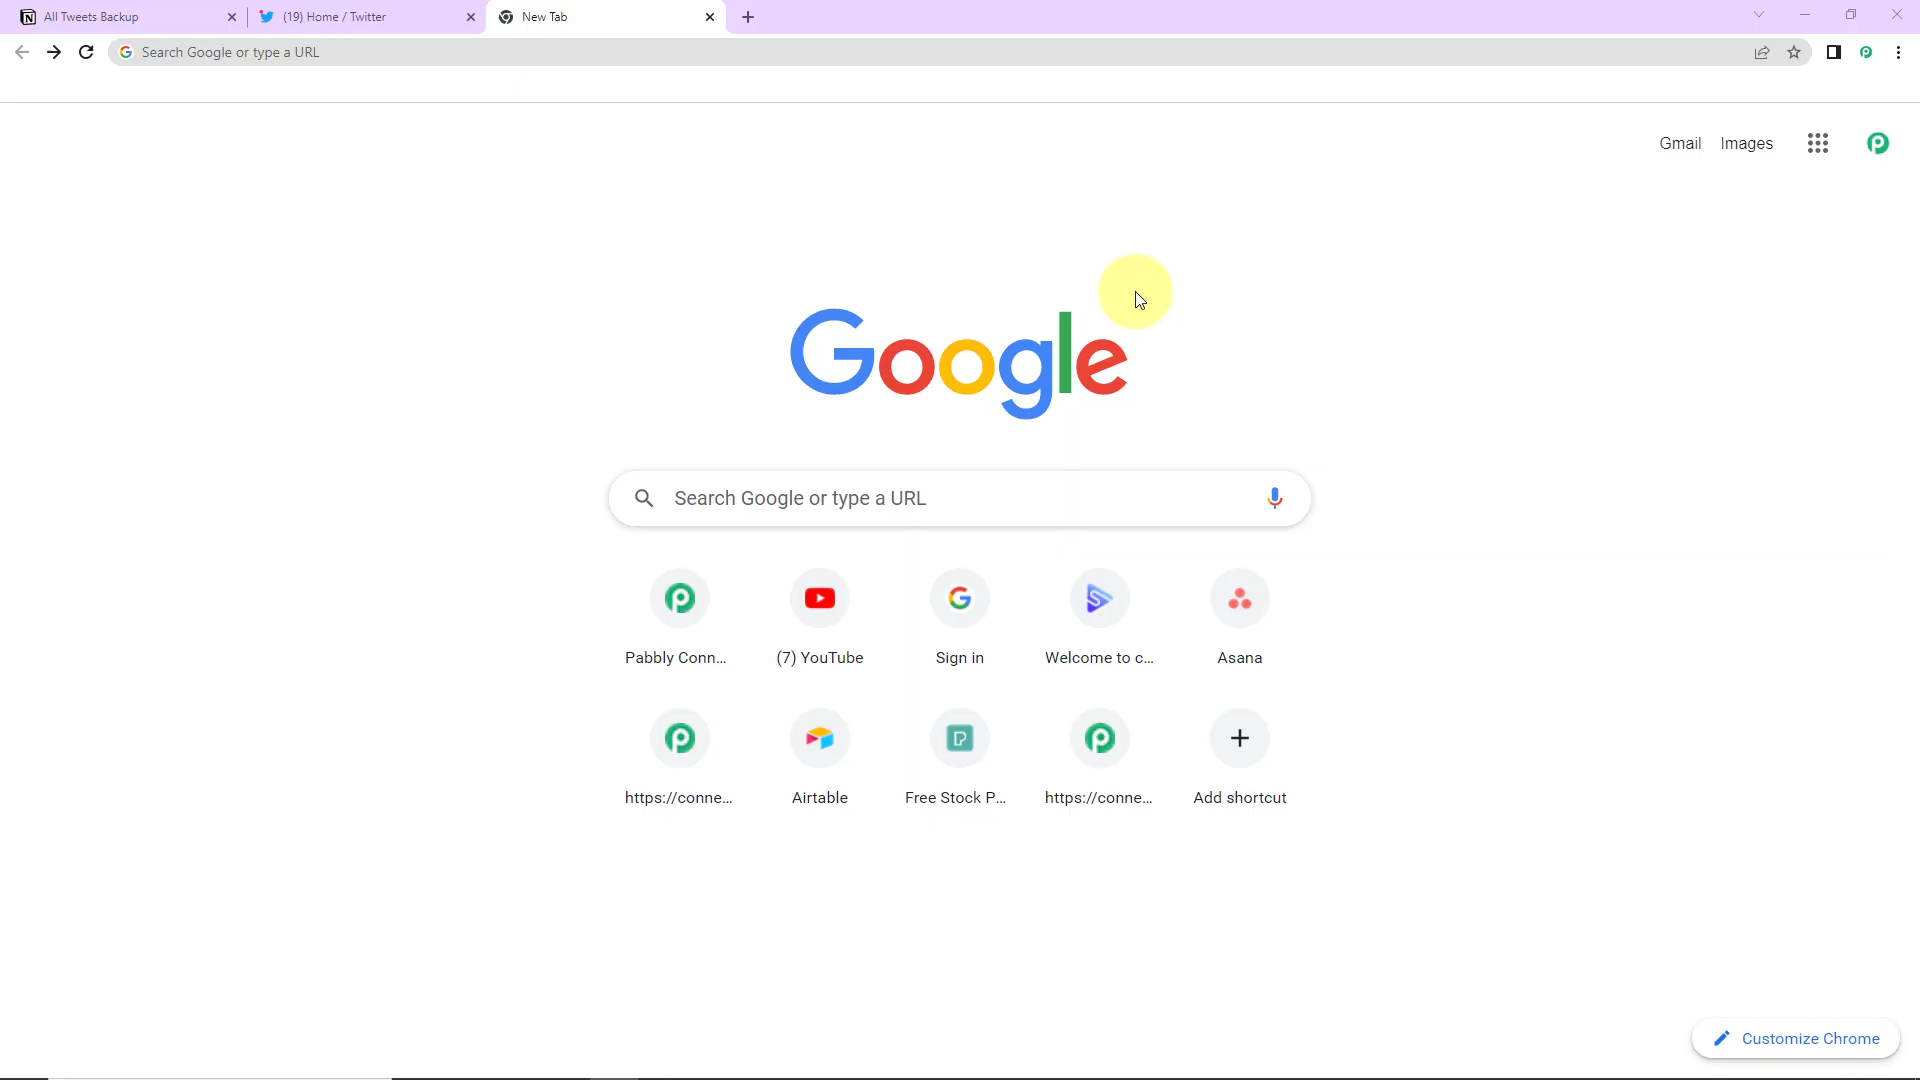 All Tweets Backup
(19) Home / Twitter
New Tab
Search Google or type a URL
Gmail
Images
Google
Search Google or type a URL
Pabbly Conn...
(7) YouTube
Sign in
Welcome to c...
Asana
https://conne...
Airtable
Free Stock P...
https://conne...
Add shortcut
Customize Chrome